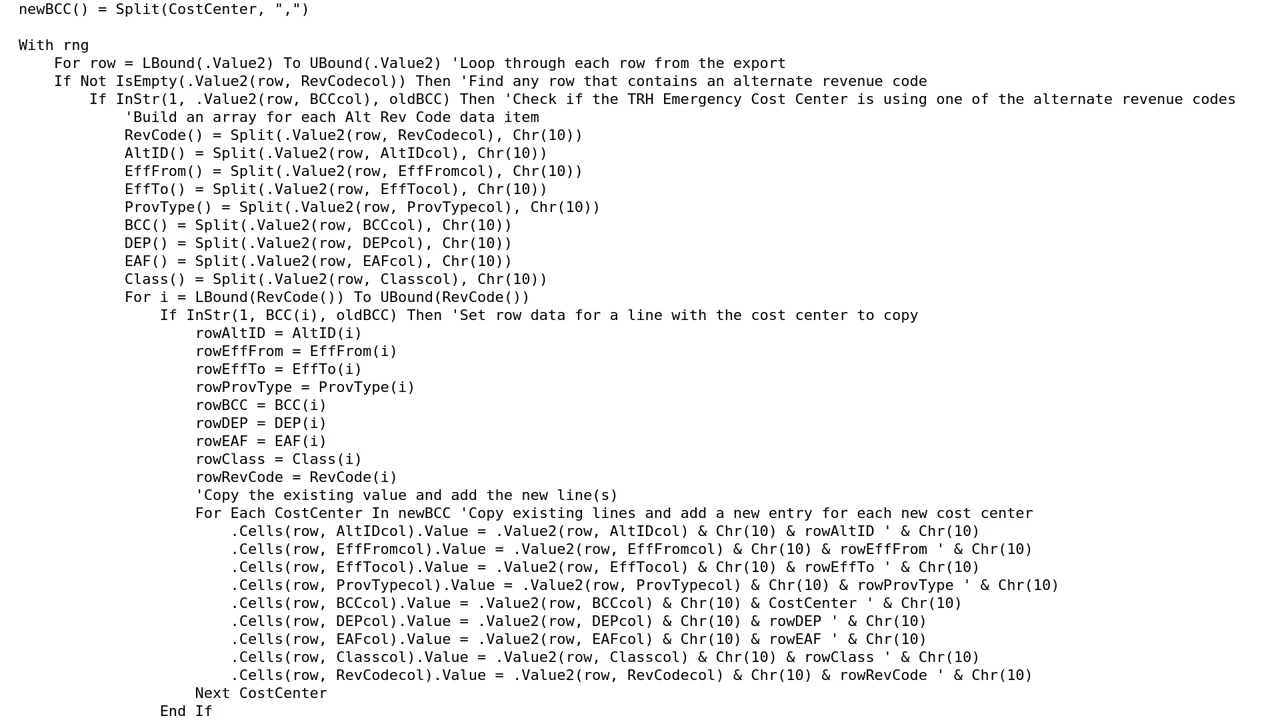 newBCC() = Split(CostCenter, ",")

With rng
    For row = LBound(.Value2) To UBound(.Value2) 'Loop through each row from the export
    If Not IsEmpty(.Value2(row, RevCodecol)) Then 'Find any row that contains an alternate revenue code
        If InStr(1, .Value2(row, BCCcol), oldBCC) Then 'Check if the TRH Emergency Cost Center is using one of the alternate revenue codes
            'Build an array for each Alt Rev Code data item
            RevCode() = Split(.Value2(row, RevCodecol), Chr(10))
            AltID() = Split(.Value2(row, AltIDcol), Chr(10))
            EffFrom() = Split(.Value2(row, EffFromcol), Chr(10))
            EffTo() = Split(.Value2(row, EffTocol), Chr(10))
            ProvType() = Split(.Value2(row, ProvTypecol), Chr(10))
            BCC() = Split(.Value2(row, BCCcol), Chr(10))
            DEP() = Split(.Value2(row, DEPcol), Chr(10))
            EAF() = Split(.Value2(row, EAFcol), Chr(10))
            Class() = Split(.Value2(row, Classcol), Chr(10))
            For i = LBound(RevCode()) To UBound(RevCode())
                If InStr(1, BCC(i), oldBCC) Then 'Set row data for a line with the cost center to copy
                    rowAltID = AltID(i)
                    rowEffFrom = EffFrom(i)
                    rowEffTo = EffTo(i)
                    rowProvType = ProvType(i)
                    rowBCC = BCC(i)
                    rowDEP = DEP(i)
                    rowEAF = EAF(i)
                    rowClass = Class(i)
                    rowRevCode = RevCode(i)
                    'Copy the existing value and add the new line(s)
                    For Each CostCenter In newBCC 'Copy existing lines and add a new entry for each new cost center
                        .Cells(row, AltIDcol).Value = .Value2(row, AltIDcol) & Chr(10) & rowAltID ' & Chr(10)
                        .Cells(row, EffFromcol).Value = .Value2(row, EffFromcol) & Chr(10) & rowEffFrom ' & Chr(10)
                        .Cells(row, EffTocol).Value = .Value2(row, EffTocol) & Chr(10) & rowEffTo ' & Chr(10)
                        .Cells(row, ProvTypecol).Value = .Value2(row, ProvTypecol) & Chr(10) & rowProvType ' & Chr(10)
                        .Cells(row, BCCcol).Value = .Value2(row, BCCcol) & Chr(10) & CostCenter ' & Chr(10)
                        .Cells(row, DEPcol).Value = .Value2(row, DEPcol) & Chr(10) & rowDEP ' & Chr(10)
                        .Cells(row, EAFcol).Value = .Value2(row, EAFcol) & Chr(10) & rowEAF ' & Chr(10)
                        .Cells(row, Classcol).Value = .Value2(row, Classcol) & Chr(10) & rowClass ' & Chr(10)
                        .Cells(row, RevCodecol).Value = .Value2(row, RevCodecol) & Chr(10) & rowRevCode ' & Chr(10)
                    Next CostCenter
                End If